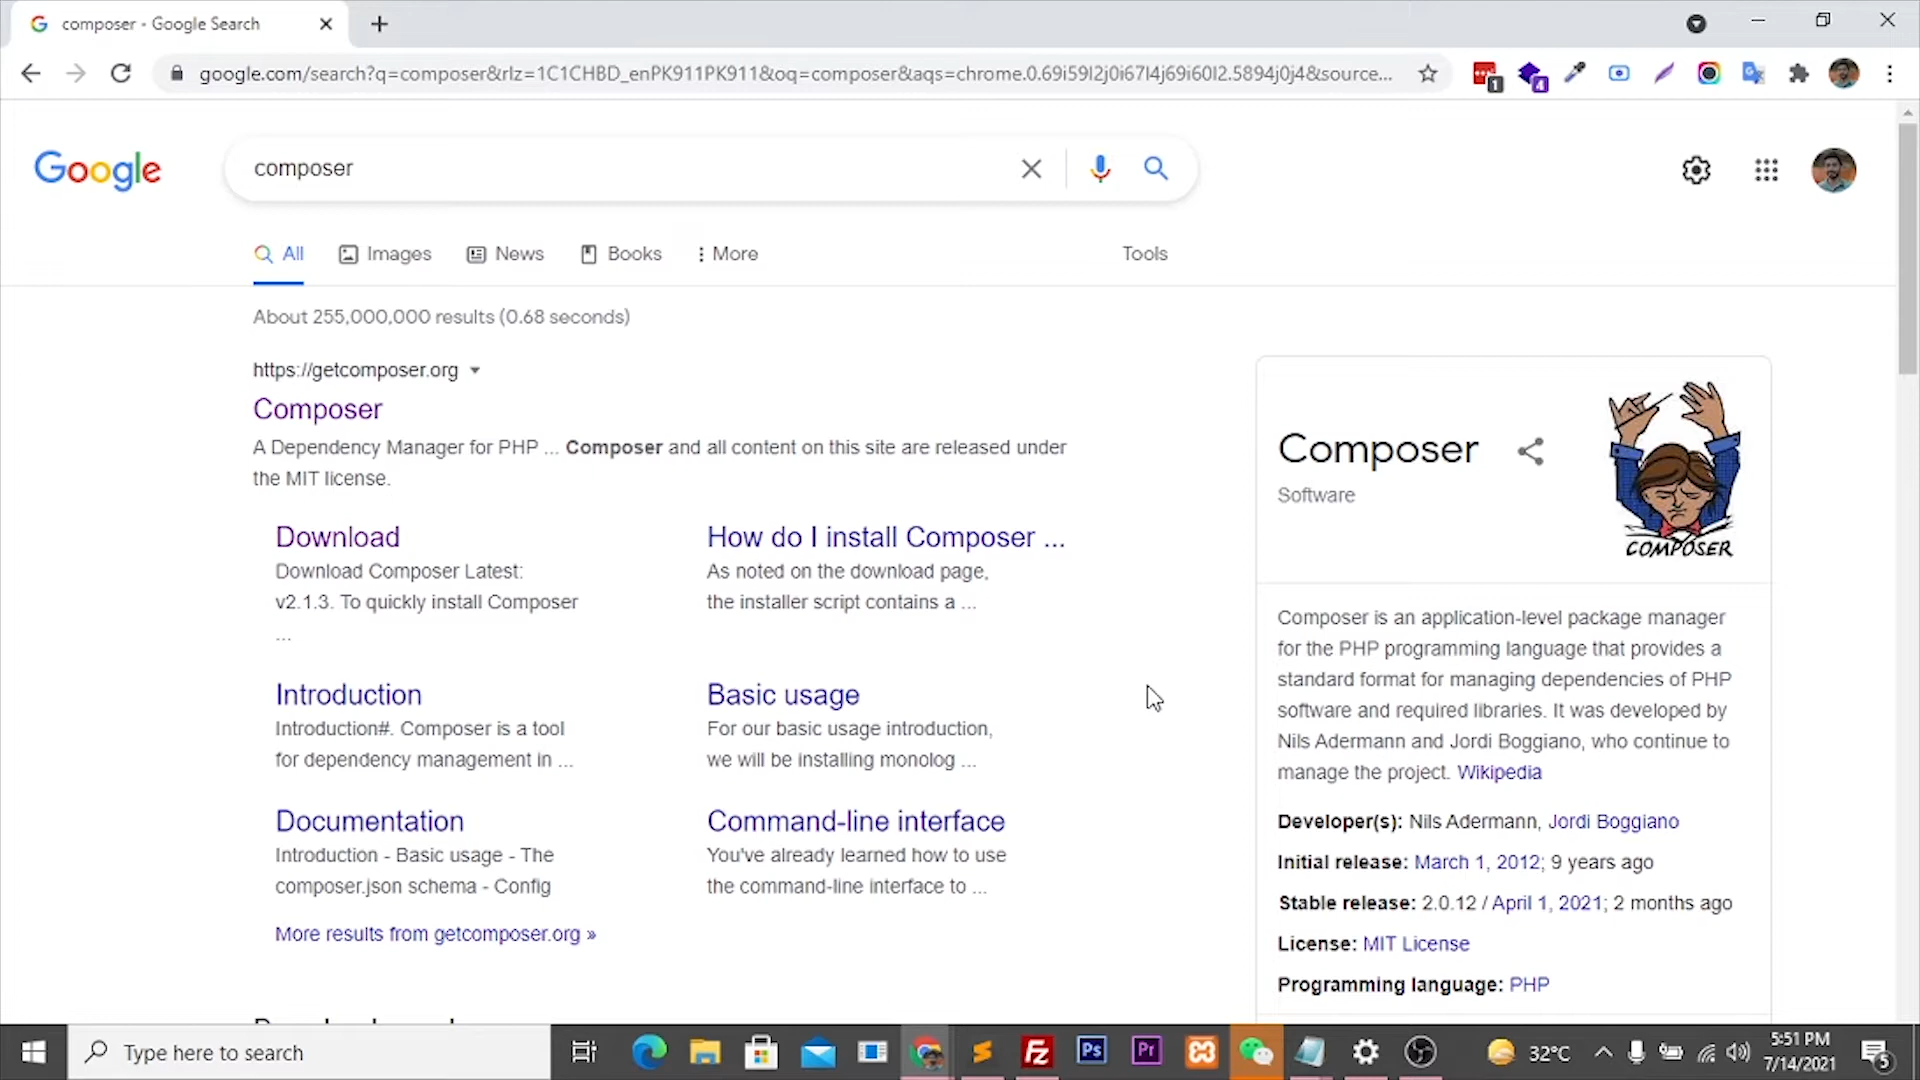 composer - Google Search
google.com/search?q=composer&rlz=1C1CHBD_enPK911PK911&oq=composer&aqs=chrome.0.69i59l2j0i67l4j69i60l2.5894j0j4&source...
1
4
Google
composer
All
Images
News
Books
More
Tools
About 255,000,000 results (0.68 seconds)
https://getcomposer.org
Composer
A Dependency Manager for PHP ... Composer and all content on this site are released under
the MIT license.
Download
Download Composer Latest:
v2.1.3. To quickly install Composer
...
How do I install Composer ...
As noted on the download page,
the installer script contains a ...
Introduction
Introduction#. Composer is a tool
for dependency management in ...
Basic usage
For our basic usage introduction,
we will be installing monolog ...
Documentation
Introduction - Basic usage - The
composer.json schema - Config
Command-line interface
You've already learned how to use
the command-line interface to ...
More results from getcomposer.org »
Composer
Software
COMPOSER
Composer is an application-level package manager
for the PHP programming language that provides a
standard format for managing dependencies of PHP
software and required libraries. It was developed by
Nils Adermann and Jordi Boggiano, who continue to
manage the project. Wikipedia
Developer(s): Nils Adermann, Jordi Boggiano
Initial release: March 1, 2012; 9 years ago
Stable release: 2.0.12 / April 1, 2021; 2 months ago
License: MIT License
Programming language: PHP
Type here to search
Fz
Ps
Pr
32°C
5:51 PM
7/14/2021
5